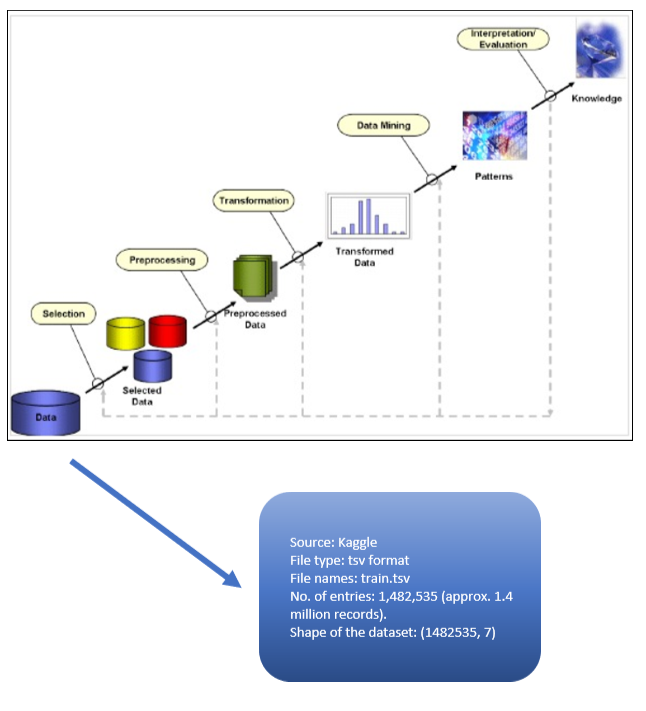 Interpretation/
Evaluation
Knowledge
Data Mining
Patterns
Transformation
Transformed
Data
Preprocessing
Preprocessed
Data
Selection
Selected
Data
Data
Source: Kaggle
File type: tsv format
File names: train.tsv
No. of entries: 1,482,535 (approx. 1.4
million records).
Shape of the dataset: (1482535, 7)